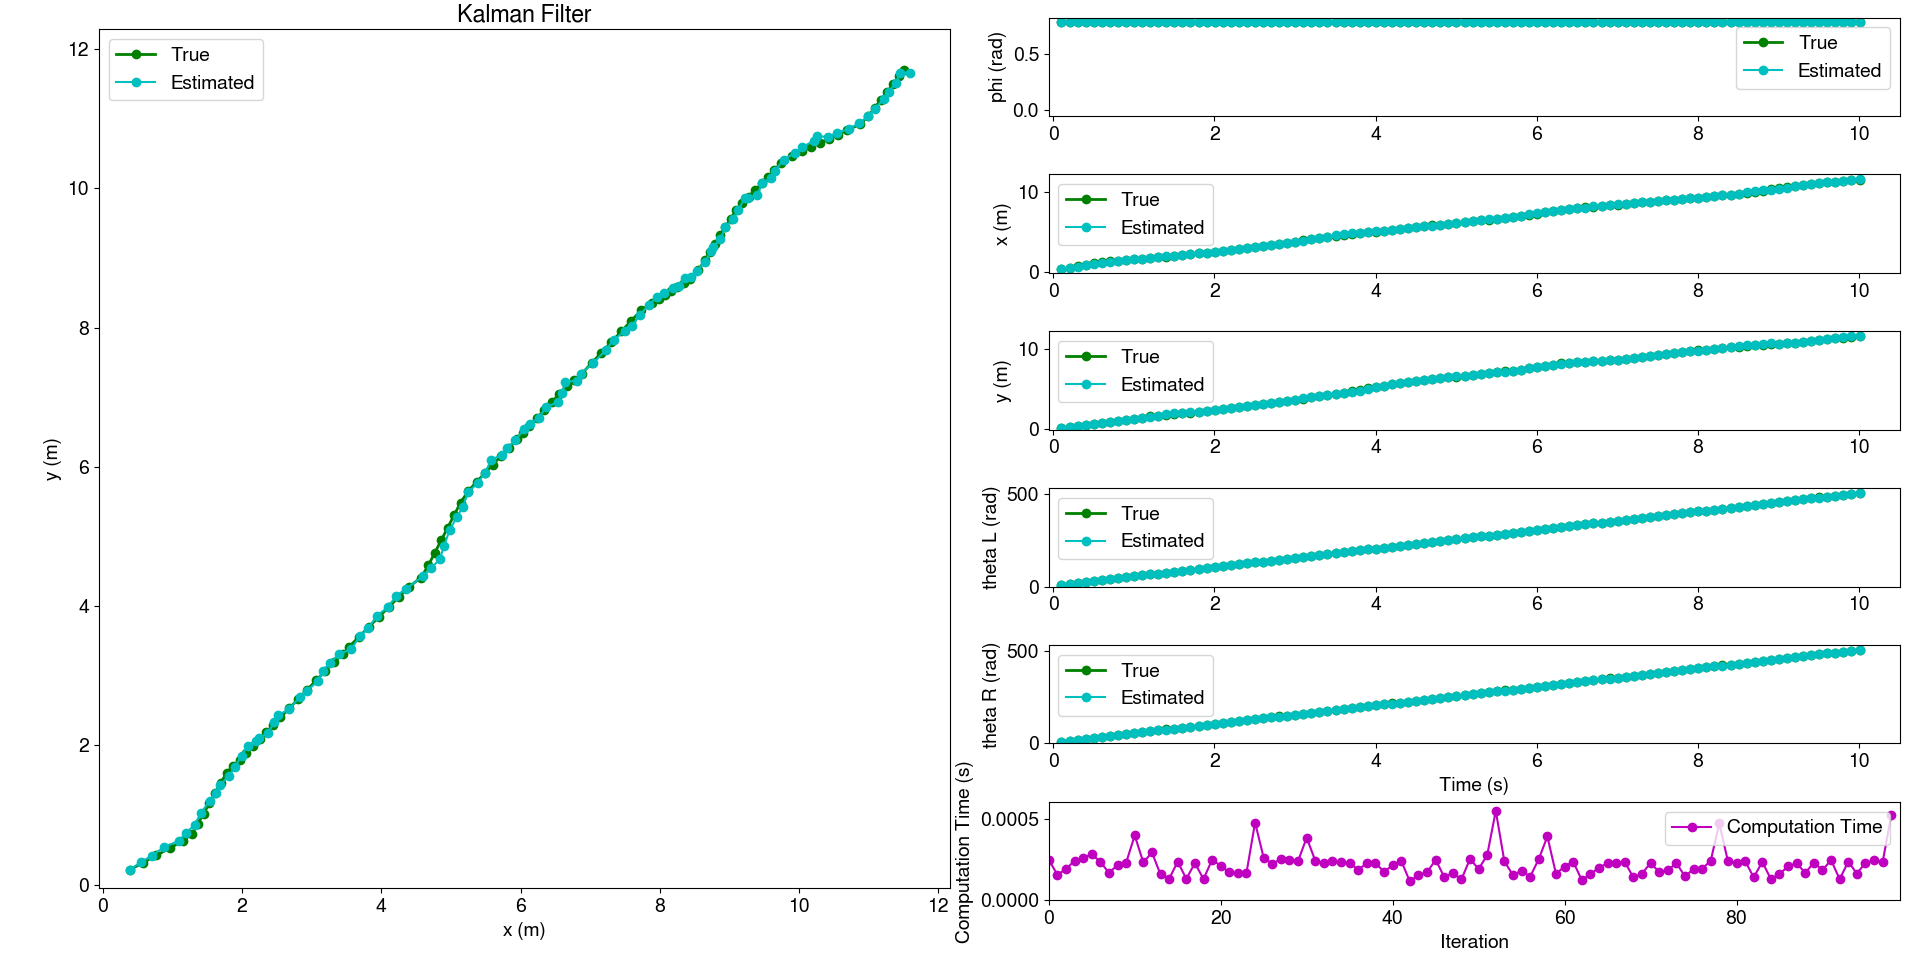 Kalman Filter
True
Estimated
12
10
8
6
4
2
0
y (m)
0 2 4 6 8 10 12
x (m)
phi (rad)
0.5
0.0
True
Estimated
0 2 4 6 8 10
x (m)
10
0
True
Estimated
0 2 4 6 8 10
y (m)
10
0
True
Estimated
0 2 4 6 8 10
theta L (rad)
500
0
True
Estimated
0 2 4 6 8 10
theta R (rad)
500
0
True
Estimated
0 2 4 6 8 10
Time (s)
Computation Time (s)
0.0005
0.0000
Computation Time
0 20 40 60 80
Iteration